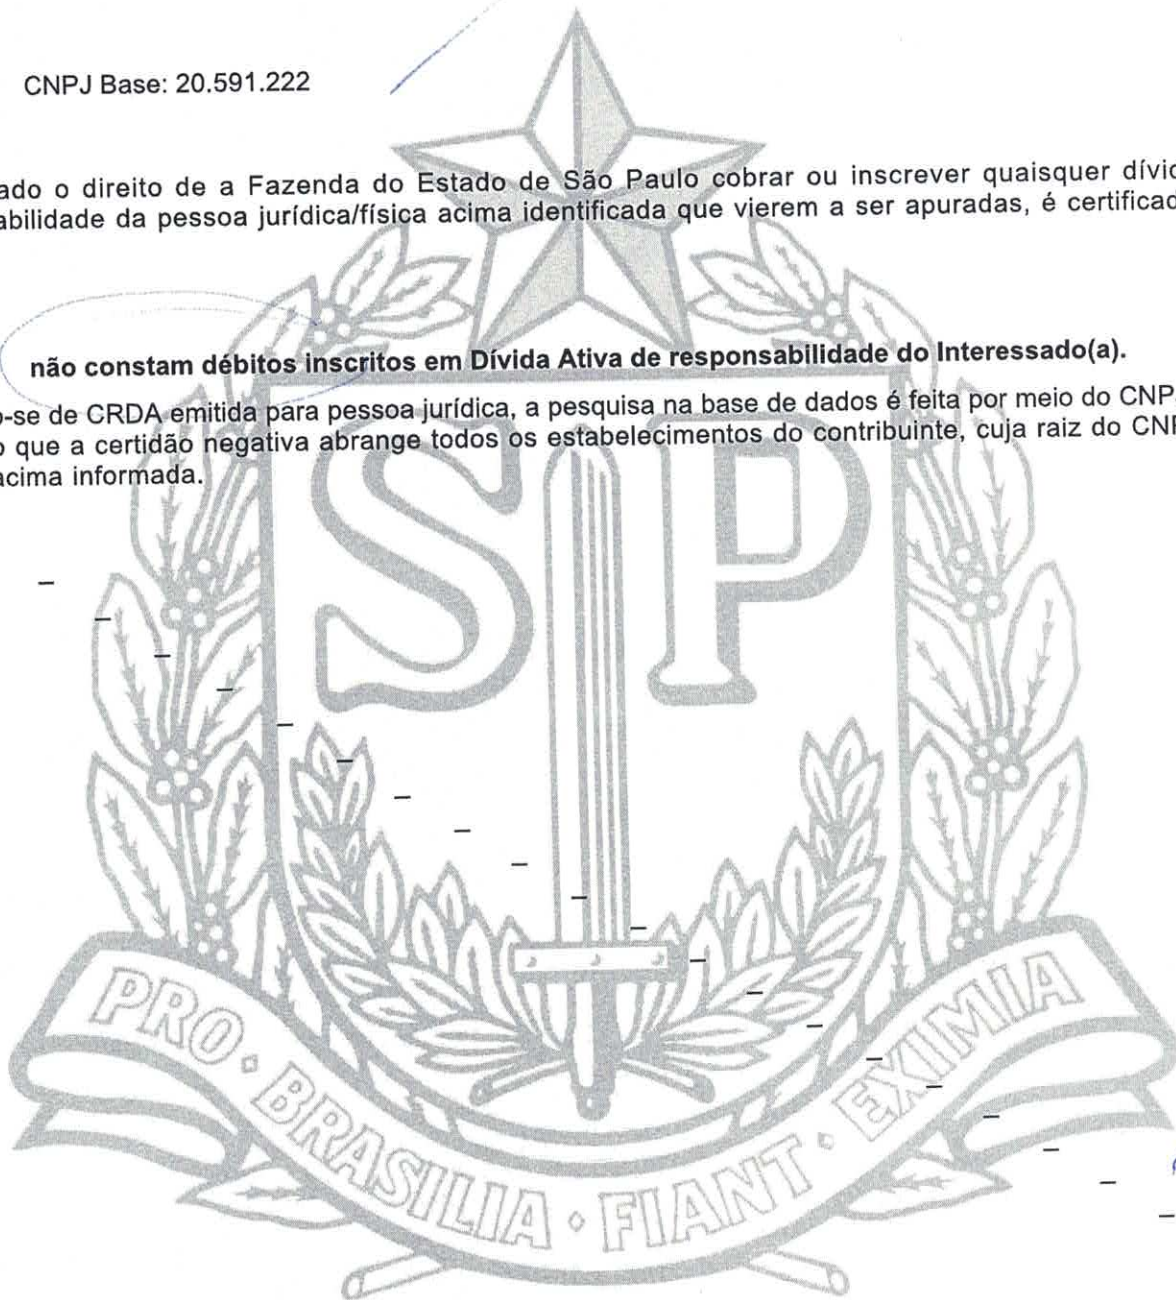 CNPJ Base: 20.591.222
ado o direito de a Fazenda do Estado de São Paulo cobrar ou inscrever quaisquer dívid
abilidade da pessoa jurídica/física acima identificada que vierem a ser apuradas, é certificad
não constam débitos inscritos em Dívida Ativa de responsabilidade do Interessado(a).
o-se de CRDA emitida para pessoa jurídica, a pesquisa na base de dados é feita por meio do CNP
o que a certidão negativa abrange todos os estabelecimentos do contribuinte, cuja raiz do CNP
acima informada.
SP
PRO · BRASILIA · FIANT · EXIMIA